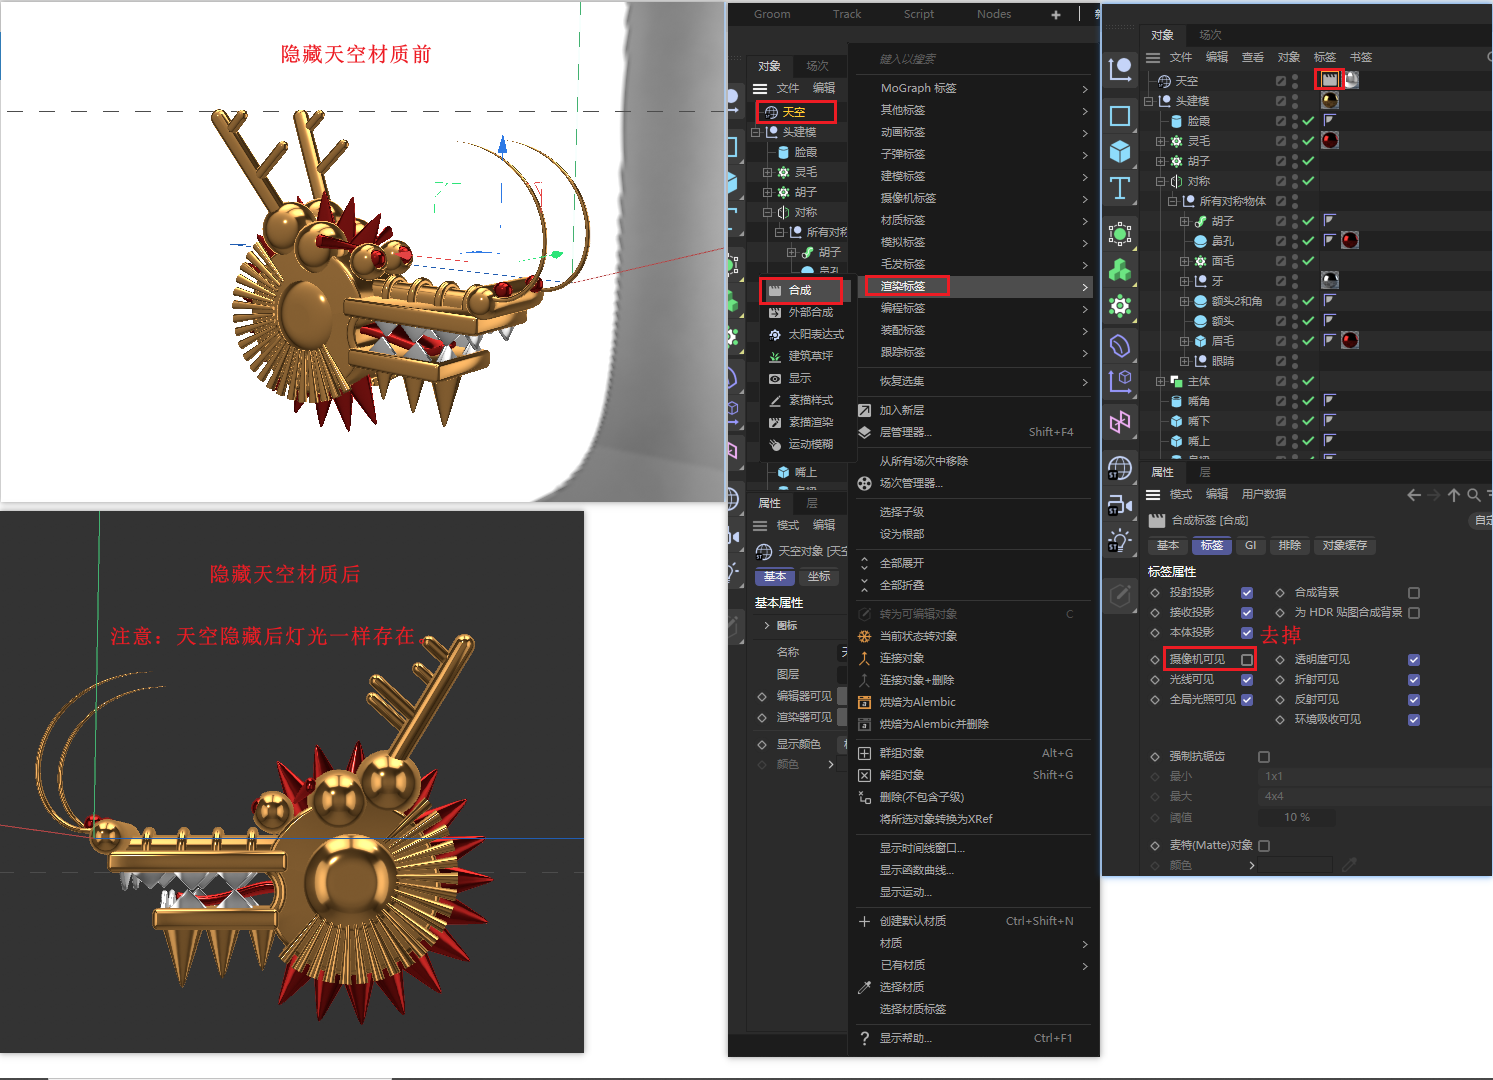 隐藏天空材质前
隐藏天空材质后
注意：天空隐藏后灯光一样存在。
Groom
Track
Script
Nodes
对象
场次
文件
编辑
天空
头建模
脸霞
灵毛
胡子
对称
所有对称
胡子
鼻孔
合成
外部合成
太阳表达式
建筑草坪
显示
素描样式
素描渲染
运动模糊
嘴上
属性
层
模式
编辑
天空对象 [天空
基本
坐标
基本属性
图标
名称
图层
编辑器可见
渲染器可见
显示颜色
颜色
键入以搜索
MoGraph 标签
其他标签
动画标签
子弹标签
建模标签
摄像机标签
材质标签
模拟标签
毛发标签
渲染标签
编程标签
装配标签
跟踪标签
恢复选集
加入新层
层管理器...
Shift+F4
从所有场次中移除
场次管理器...
选择子级
设为根部
全部展开
全部折叠
转为可编辑对象
C
当前状态转对象
连接对象
连接对象+删除
烘焙为Alembic
烘焙为Alembic并删除
群组对象
Alt+G
解组对象
Shift+G
删除(不包含子级)
将所选对象转换为XRef
显示时间线窗口...
显示函数曲线...
显示运动...
创建默认材质
Ctrl+Shift+N
材质
已有材质
选择材质
选择材质标签
显示帮助...
Ctrl+F1
对象
场次
文件
编辑
查看
对象
标签
书签
天空
头建模
脸霞
灵毛
胡子
对称
所有对称物体
胡子
鼻孔
面毛
牙
额头2和角
额头
眉毛
眼睛
主体
嘴角
嘴下
嘴上
属性
层
模式
编辑
用户数据
合成标签 [合成]
自定
基本
标签
GI
排除
对象缓存
标签属性
投射投影
合成背景
接收投影
为 HDR 贴图合成背景
本体投影
去掉
摄像机可见
透明度可见
光线可见
折射可见
全局光照可见
反射可见
环境吸收可见
强制抗锯齿
最小
1x1
最大
4x4
阈值
10 %
麦特(Matte)对象
颜色